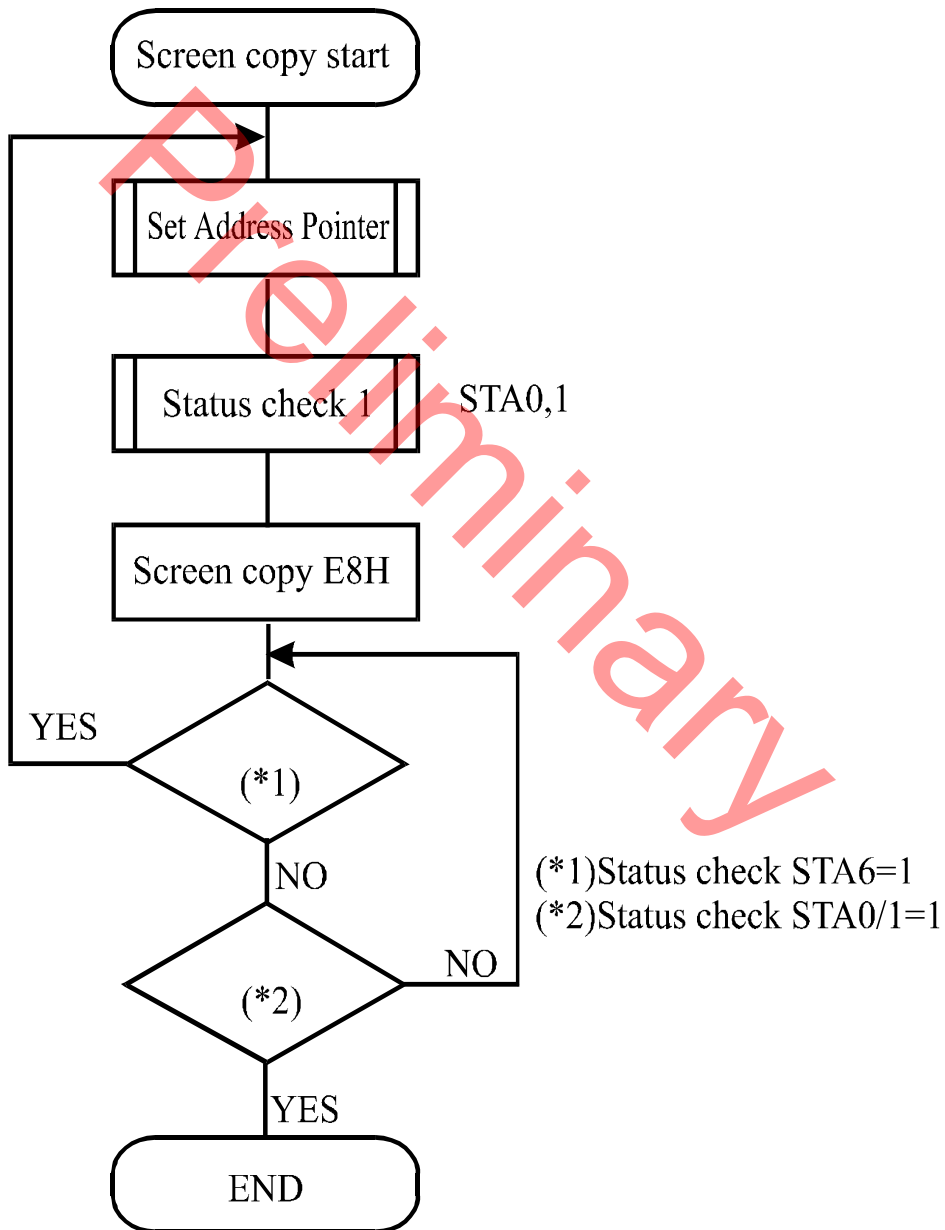 Screen copy start
Set Address Pointer
Status check 1
STA0,1
Screen copy E8H
YES
(*1)
NO
(*1)Status check STA6=1
(*2)Status check STA0/1=1
NO
(*2)
YES
END
Preliminary